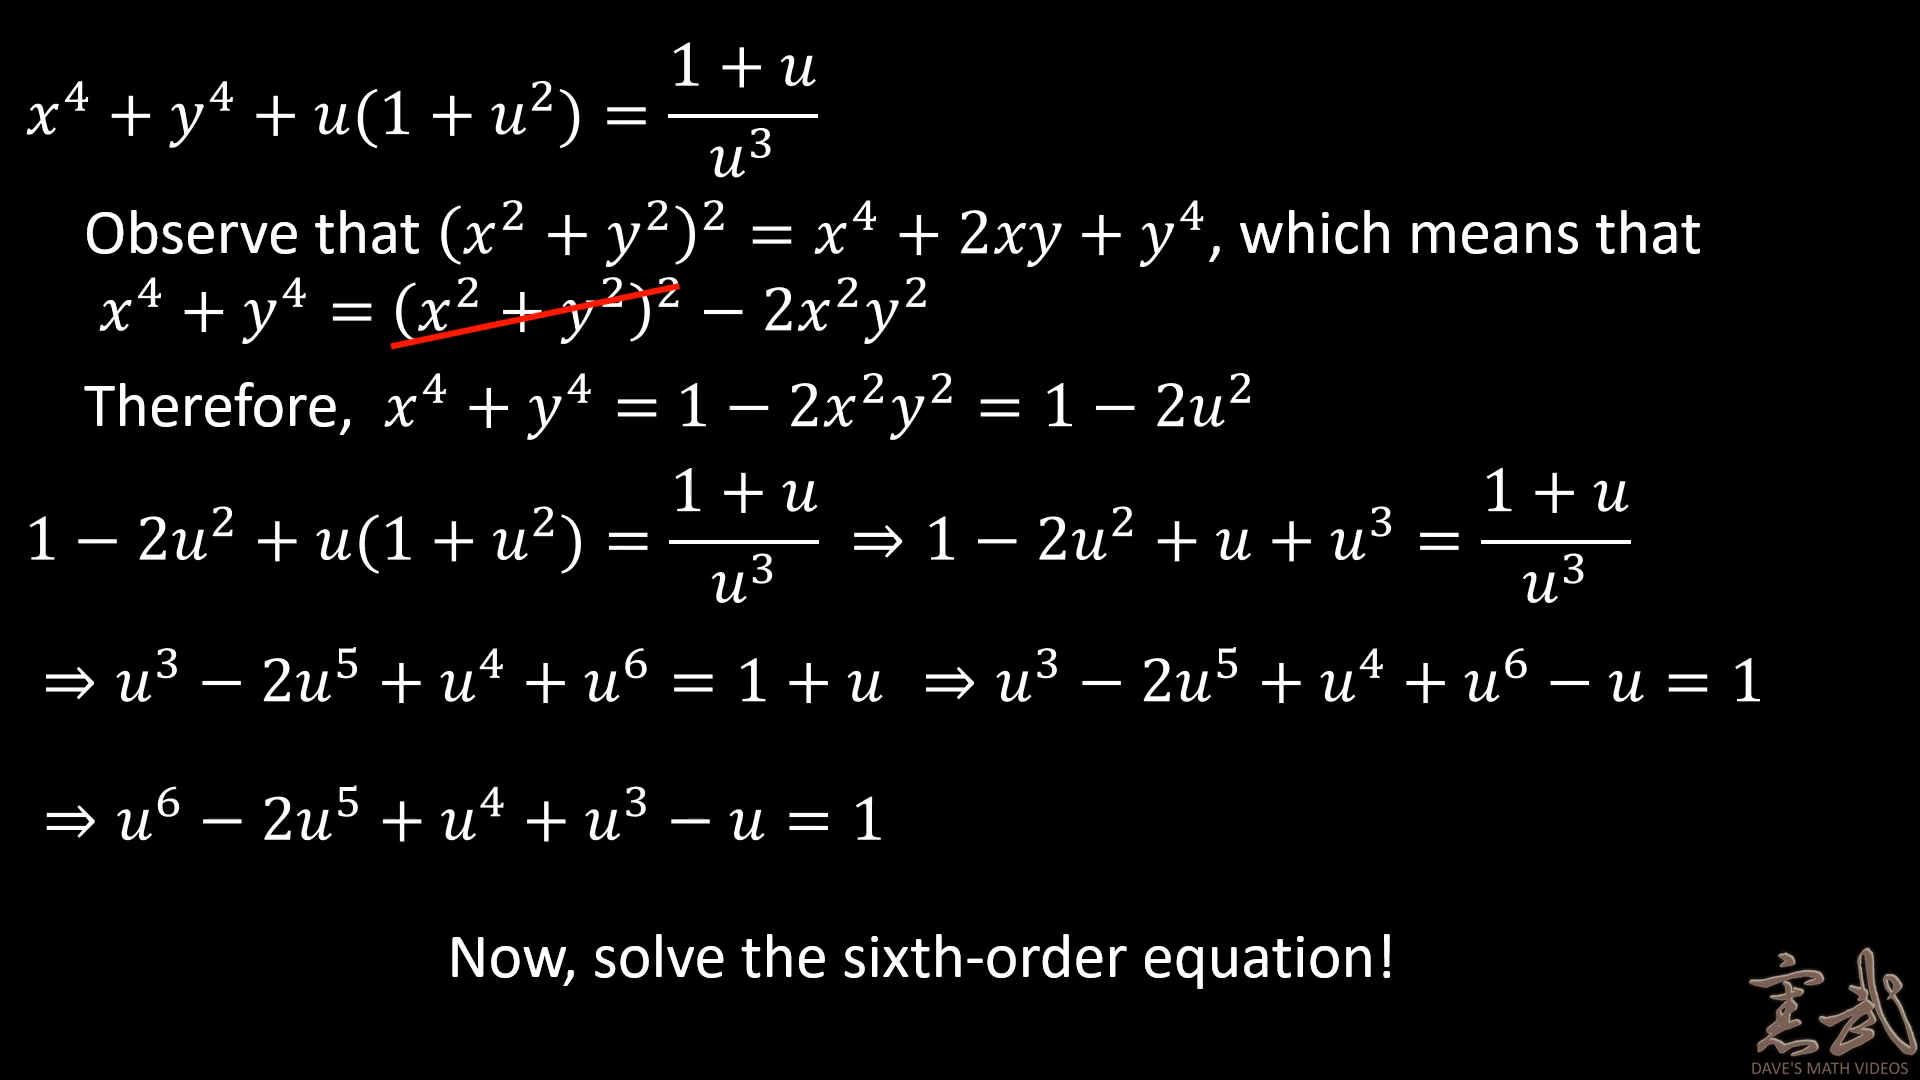 x⁴ + y⁴ + u(1 + u²) = (1 + u)/u³
Observe that (x² + y²)² = x⁴ + 2xy + y⁴, which means that
x⁴ + y⁴ = (x² + y²)² − 2x²y²
Therefore, x⁴ + y⁴ = 1 − 2x²y² = 1 − 2u²
1 − 2u² + u(1 + u²) = (1 + u)/u³ ⇒ 1 − 2u² + u + u³ = (1 + u)/u³
⇒ u³ − 2u⁵ + u⁴ + u⁶ = 1 + u ⇒ u³ − 2u⁵ + u⁴ + u⁶ − u = 1
⇒ u⁶ − 2u⁵ + u⁴ + u³ − u = 1
Now, solve the sixth-order equation!
DAVE'S MATH VIDEOS